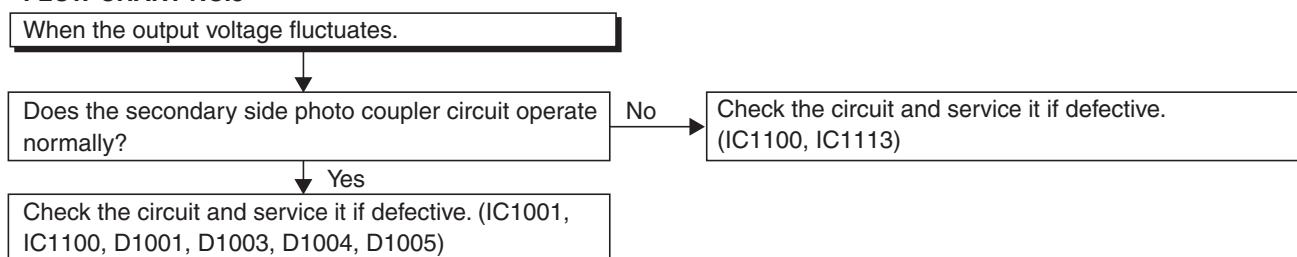 When the output voltage fluctuates.
Does the secondary side photo coupler circuit operate
normally?
No
Check the circuit and service it if defective.
(IC1100, IC1113)
Yes
Check the circuit and service it if defective. (IC1001,
IC1100, D1001, D1003, D1004, D1005)